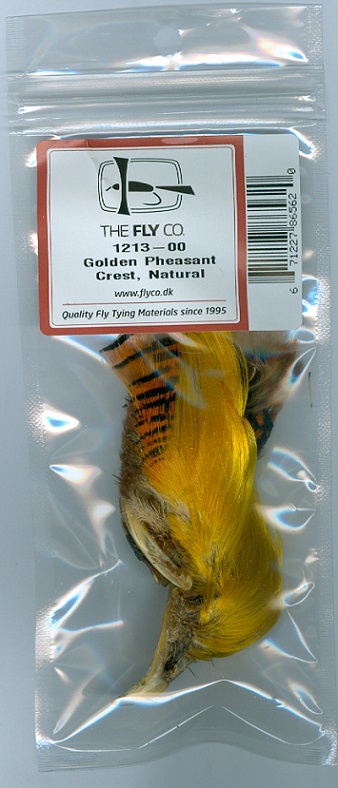 THE FLY CO.
1213-00
Golden Pheasant
Crest, Natural
www.flyco.dk
Quality Fly Tying Materials since 1995
6 71227 86562 0